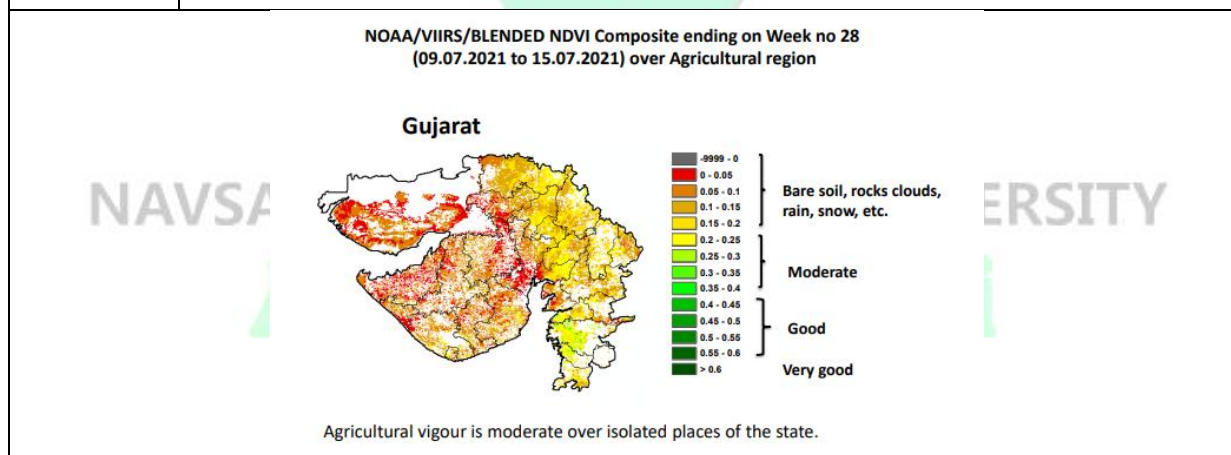 NOAA/VIIRS/BLENDED NDVI Composite ending on Week no 28
(09.07.2021 to 15.07.2021) over Agricultural region
Gujarat
-9999 - 0
0 - 0.05
0.05 - 0.1
0.1 - 0.15
0.15 - 0.2
0.2 - 0.25
0.25 - 0.3
0.3 - 0.35
0.35 - 0.4
0.4 - 0.45
0.45 - 0.5
0.5 - 0.55
0.55 - 0.6
> 0.6
Bare soil, rocks clouds,
rain, snow, etc.
Moderate
Good
Very good
NAVSA
ERSITY
Agricultural vigour is moderate over isolated places of the state.